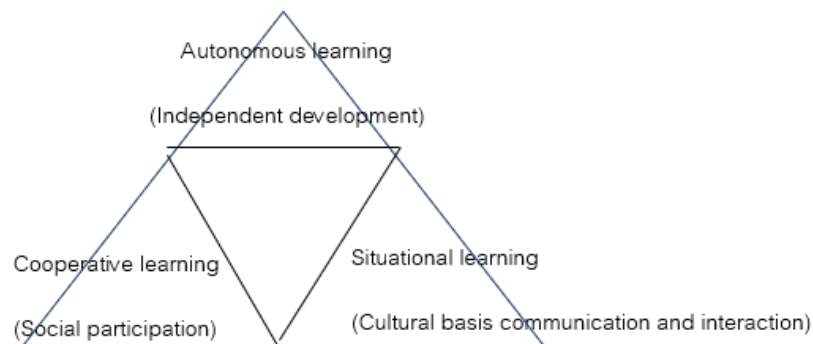 Autonomous learning
(Independent development)
Cooperative learning
(Social participation)
Situational learning
(Cultural basis communication and interaction)